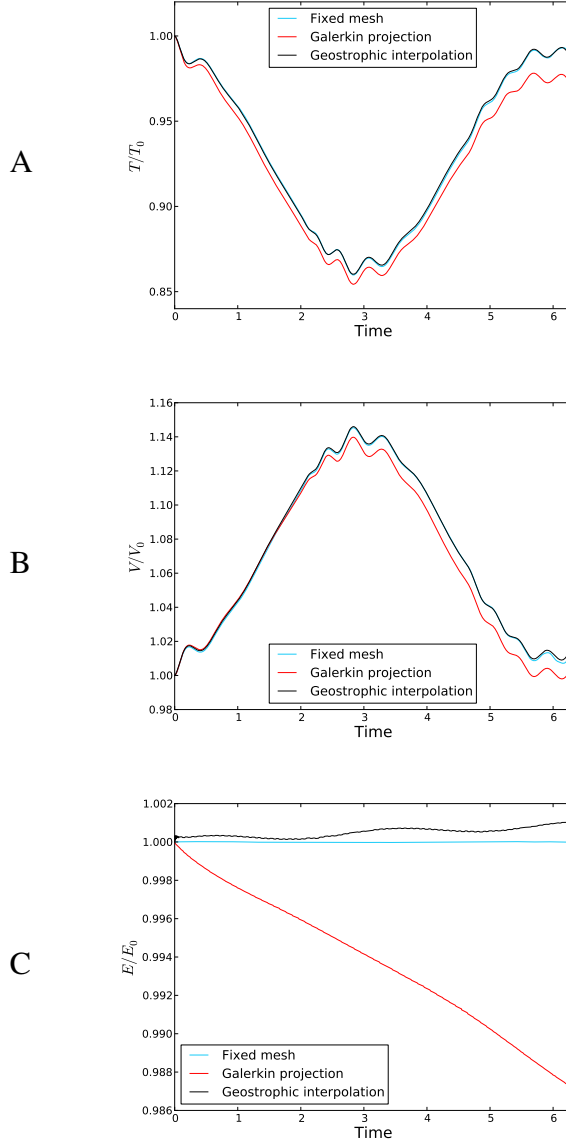 A
T/T₀
1.00
0.95
0.90
0.85
Fixed mesh
Galerkin projection
Geostrophic interpolation
0 1 2 3 4 5 6
Time
B
V/V₀
1.16
1.14
1.12
1.10
1.08
1.06
1.04
1.02
1.00
0.98
Fixed mesh
Galerkin projection
Geostrophic interpolation
0 1 2 3 4 5 6
Time
C
E/E₀
1.002
1.000
0.998
0.996
0.994
0.992
0.990
0.988
0.986
Fixed mesh
Galerkin projection
Geostrophic interpolation
0 1 2 3 4 5 6
Time